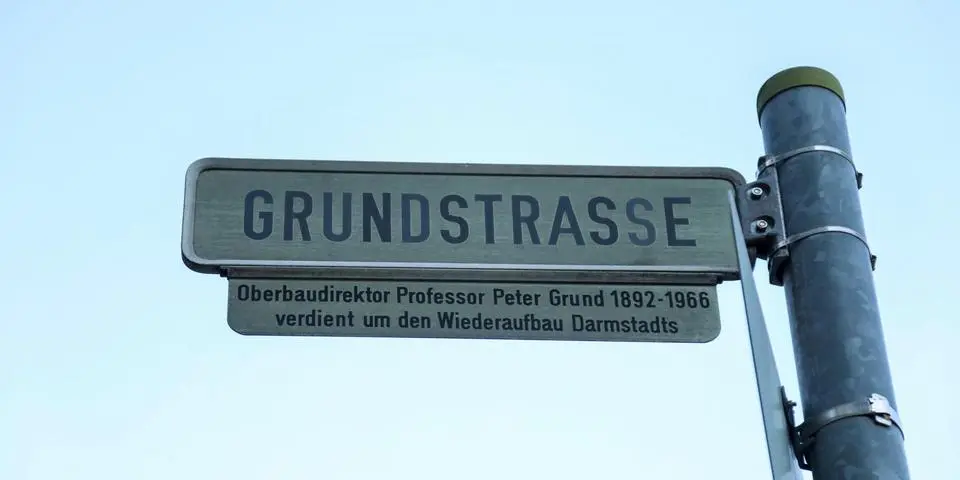 GRUNDSTRASSE
Oberbaudirektor Professor Peter Grund 1892-1966
verdient um den Wiederaufbau Darmstadts